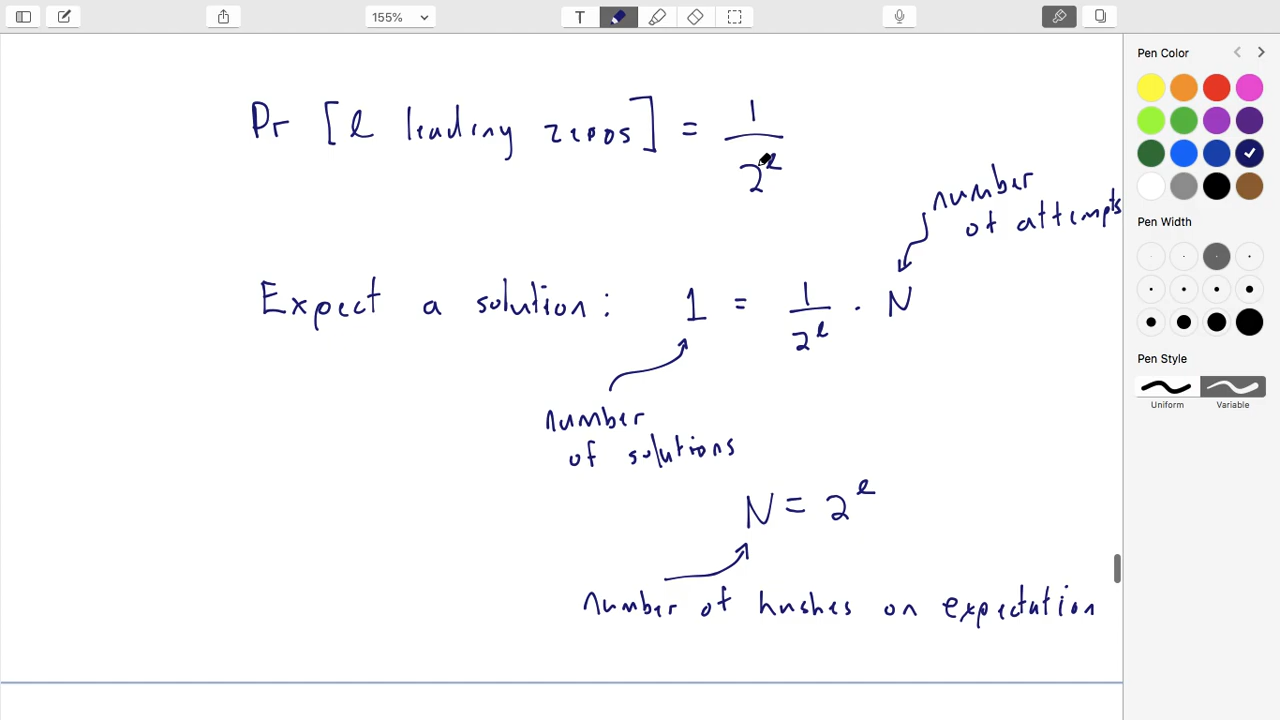 155%
T
Pr [ℓ leading zeros] = 1/2^ℓ
number
of attempts
Expect a solution: 1 = 1/2^ℓ · N
number
of solutions
N = 2^ℓ
number of hashes on expectation
Pen Color
Pen Width
Pen Style
Uniform Variable